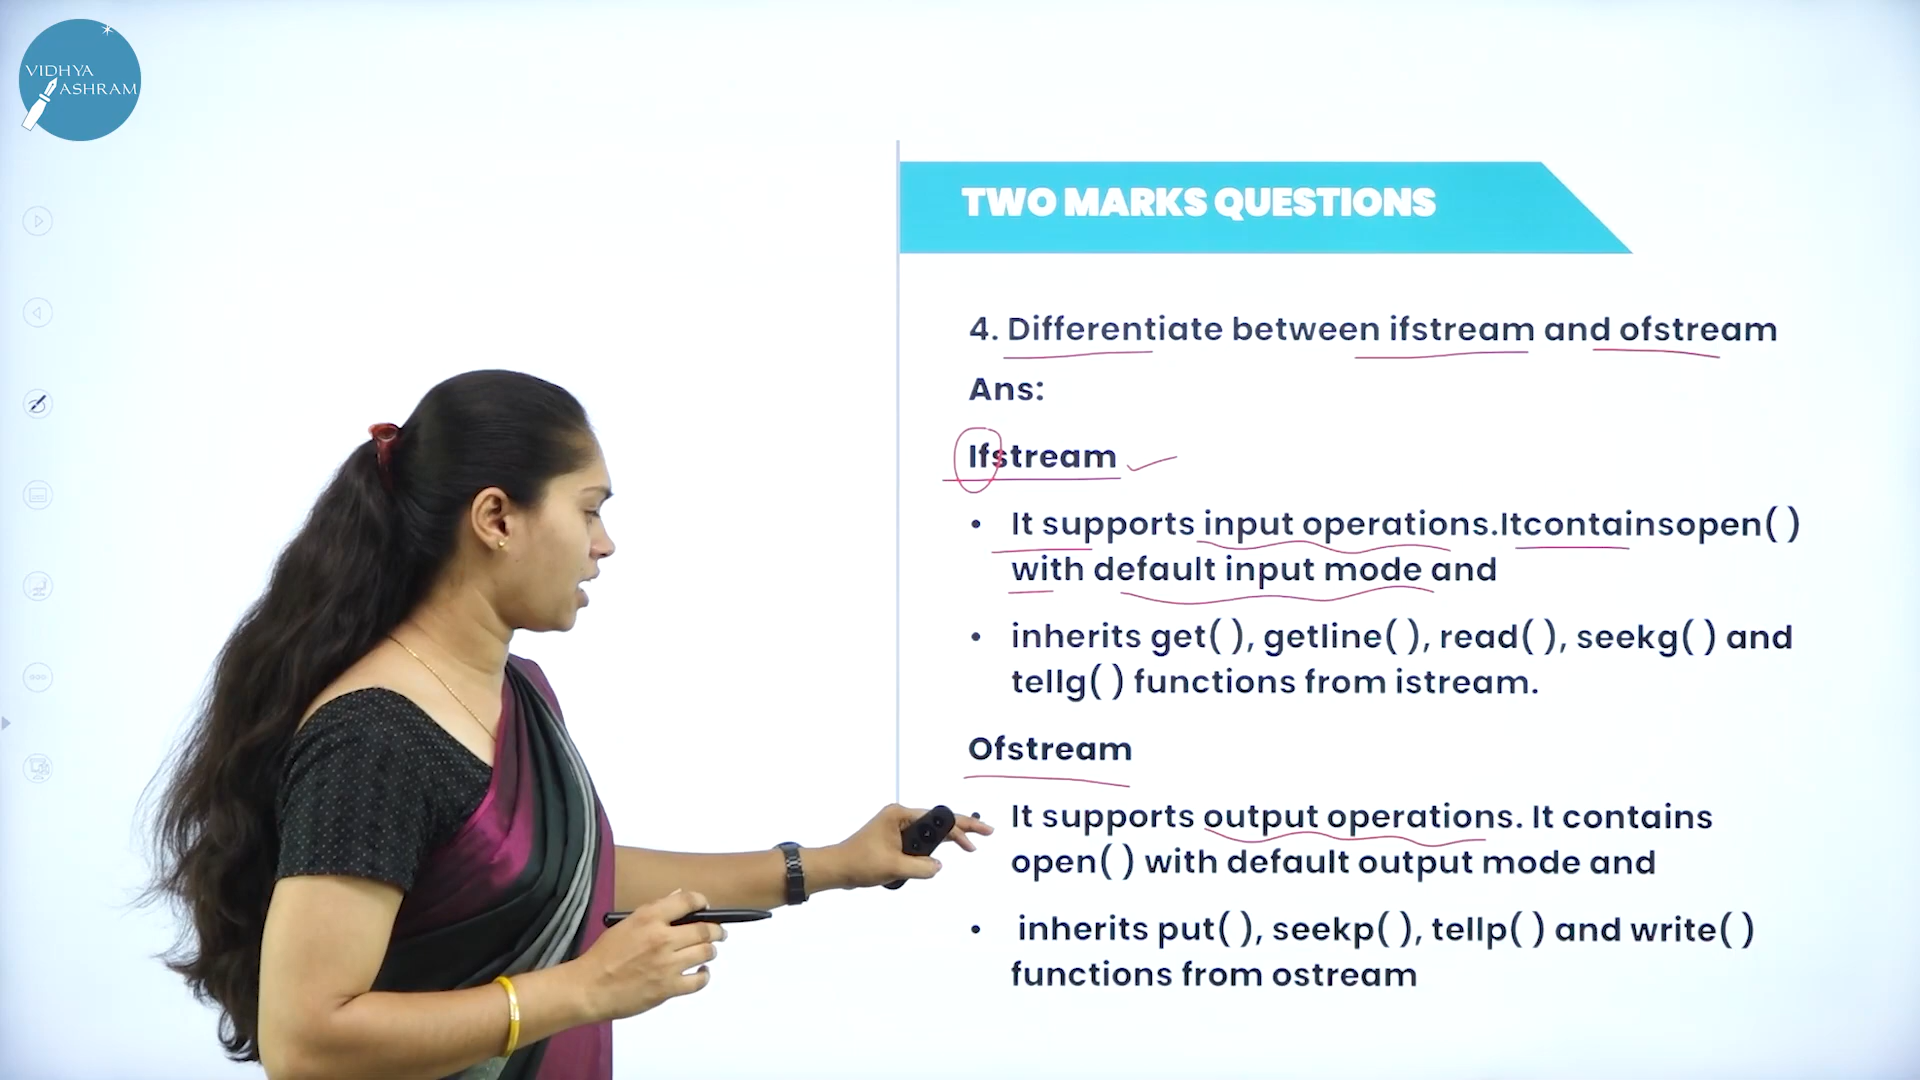 VIDHYA
ASHRAM
TWO MARKS QUESTIONS
4. Differentiate between ifstream and ofstream
Ans:
Ifstream
• It supports input operations.Itcontainsopen( )
with default input mode and
• inherits get( ), getline( ), read( ), seekg( ) and
tellg( ) functions from istream.
Ofstream
• It supports output operations. It contains
open( ) with default output mode and
• inherits put( ), seekp( ), tellp( ) and write( )
functions from ostream